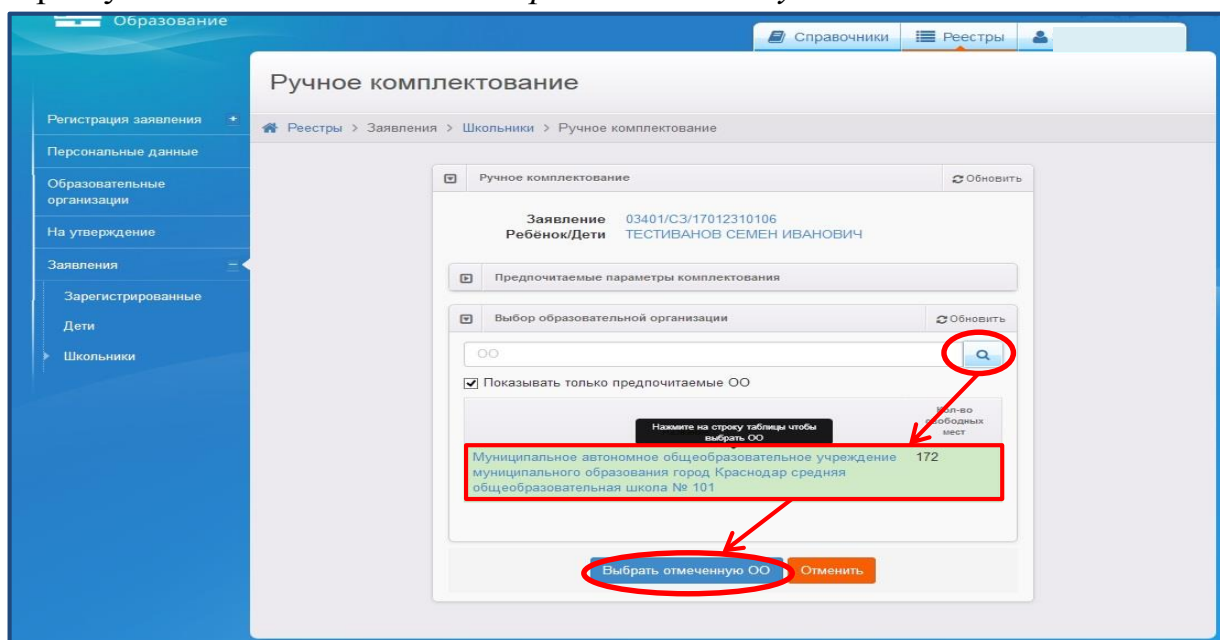 Образование
Справочники
Реестры
Ручное комплектование
Реестры > Заявления > Школьники > Ручное комплектование
Регистрация заявления +
Персональные данные
Образовательные
организации
На утверждение
Заявления −
Зарегистрированные
Дети
Школьники
Ручное комплектование
Обновить
Заявление 03401/СЗ/17012310106
Ребёнок/Дети ТЕСТИВАНОВ СЕМЕН ИВАНОВИЧ
Предпочитаемые параметры комплектования
Выбор образовательной организации
Обновить
ОО
Показывать только предпочитаемые ОО
Кол-во
свободных
мест
Нажмите на строку таблицы чтобы
выбрать ОО
Муниципальное автономное общеобразовательное учреждение 172
муниципального образования город Краснодар средняя
общеобразовательная школа № 101
Выбрать отмеченную ОО
Отменить